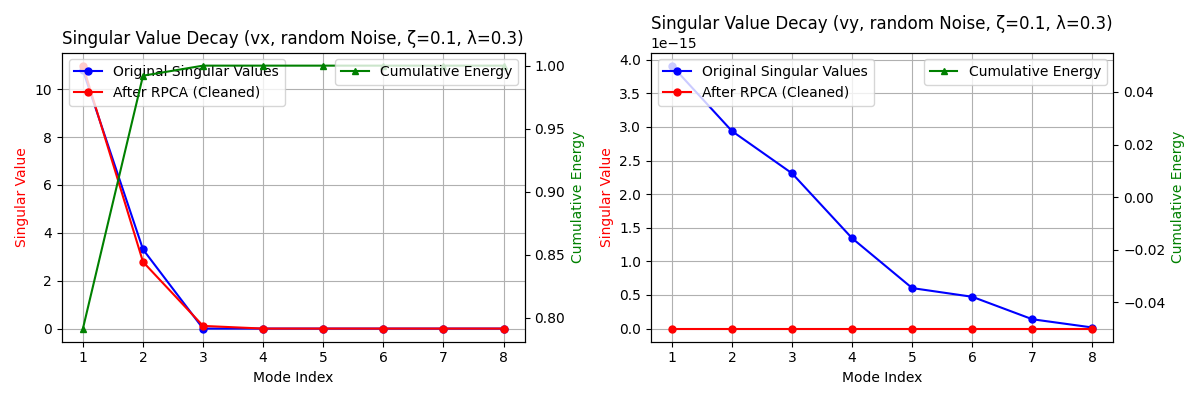 Singular Value Decay (vx, random Noise, ζ=0.1, λ=0.3)
Original Singular Values
After RPCA (Cleaned)
Cumulative Energy
10
8
6
4
2
0
Singular Value
1.00
0.95
0.90
0.85
0.80
Cumulative Energy
1 2 3 4 5 6 7 8
Mode Index
Singular Value Decay (vy, random Noise, ζ=0.1, λ=0.3)
1e−15
Original Singular Values
After RPCA (Cleaned)
Cumulative Energy
4.0
3.5
3.0
2.5
2.0
1.5
1.0
0.5
0.0
Singular Value
0.04
0.02
0.00
−0.02
−0.04
Cumulative Energy
1 2 3 4 5 6 7 8
Mode Index